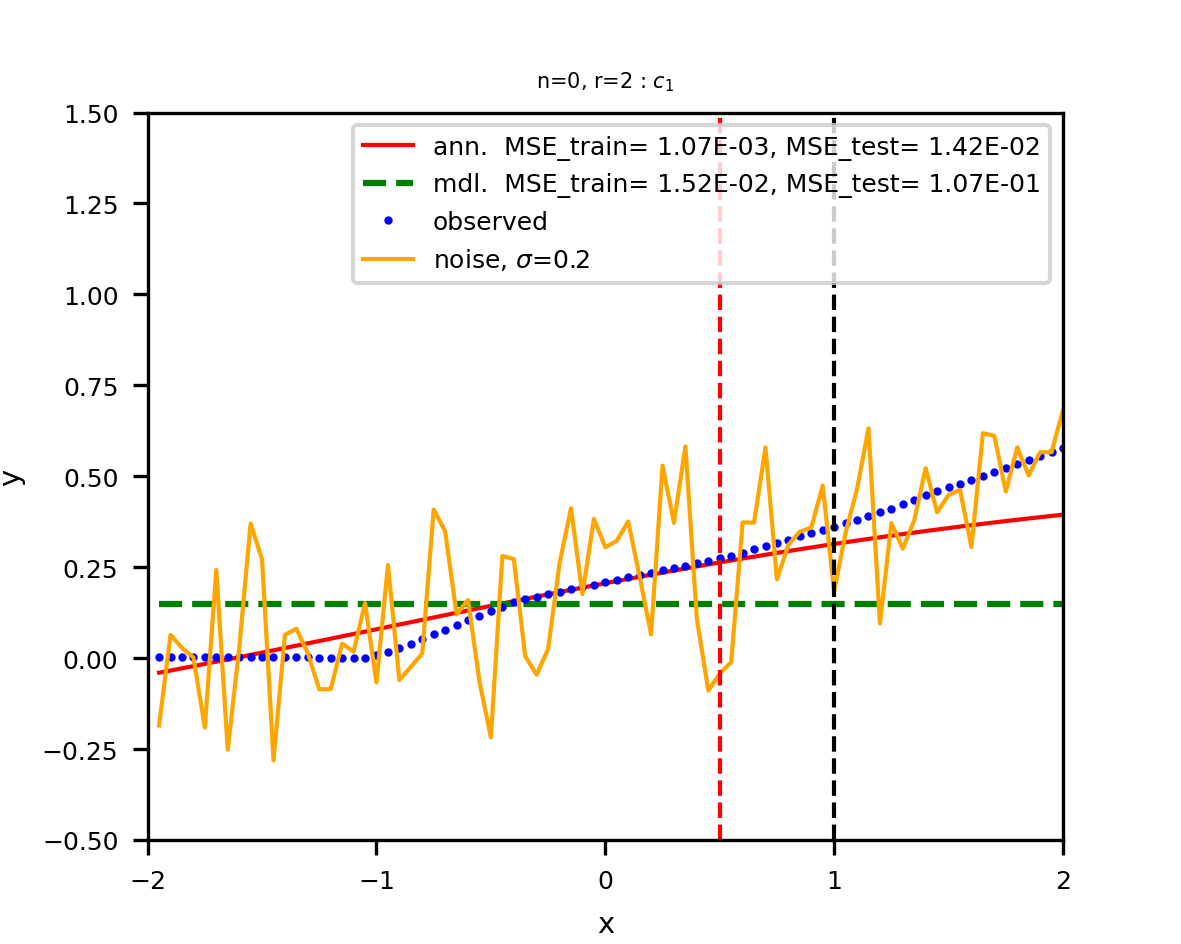 n=0, r=2 : c₁
1.50
1.25
1.00
0.75
0.50
0.25
0.00
−0.25
−0.50
y
ann.  MSE_train= 1.07E-03, MSE_test= 1.42E-02
mdl.  MSE_train= 1.52E-02, MSE_test= 1.07E-01
observed
noise, σ=0.2
−2 −1 0 1 2
x